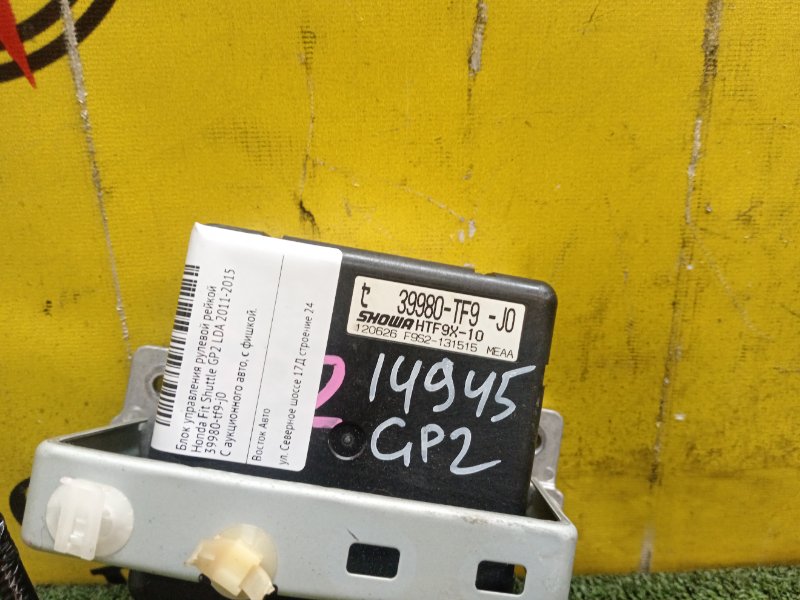 Блок управления рулевой рейкой
Honda Fit Shuttle GP2 LDA 2011-2015
39980-tf9-j0
С аукционного авто, с фишкой.
Восток Авто
ул. Северное шоссе 17Д строение 24
t 39980-TF9 -J0
SHOWA HTF9X-10
120626 F952-131515 MEAA
2
14945
GP2